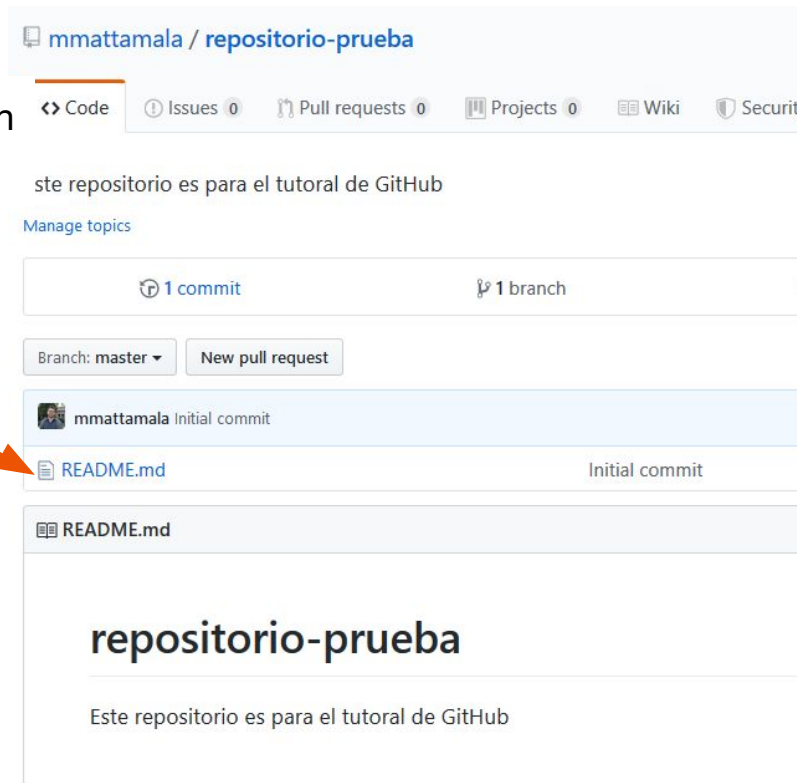 mmattamala / repositorio-prueba
n <> Code Issues 0 Pull requests 0 Projects 0 Wiki Securit
ste repositorio es para el tutoral de GitHub
Manage topics
1 commit 1 branch
Branch: master New pull request
mmattamala Initial commit
README.md Initial commit
README.md
repositorio-prueba
Este repositorio es para el tutoral de GitHub